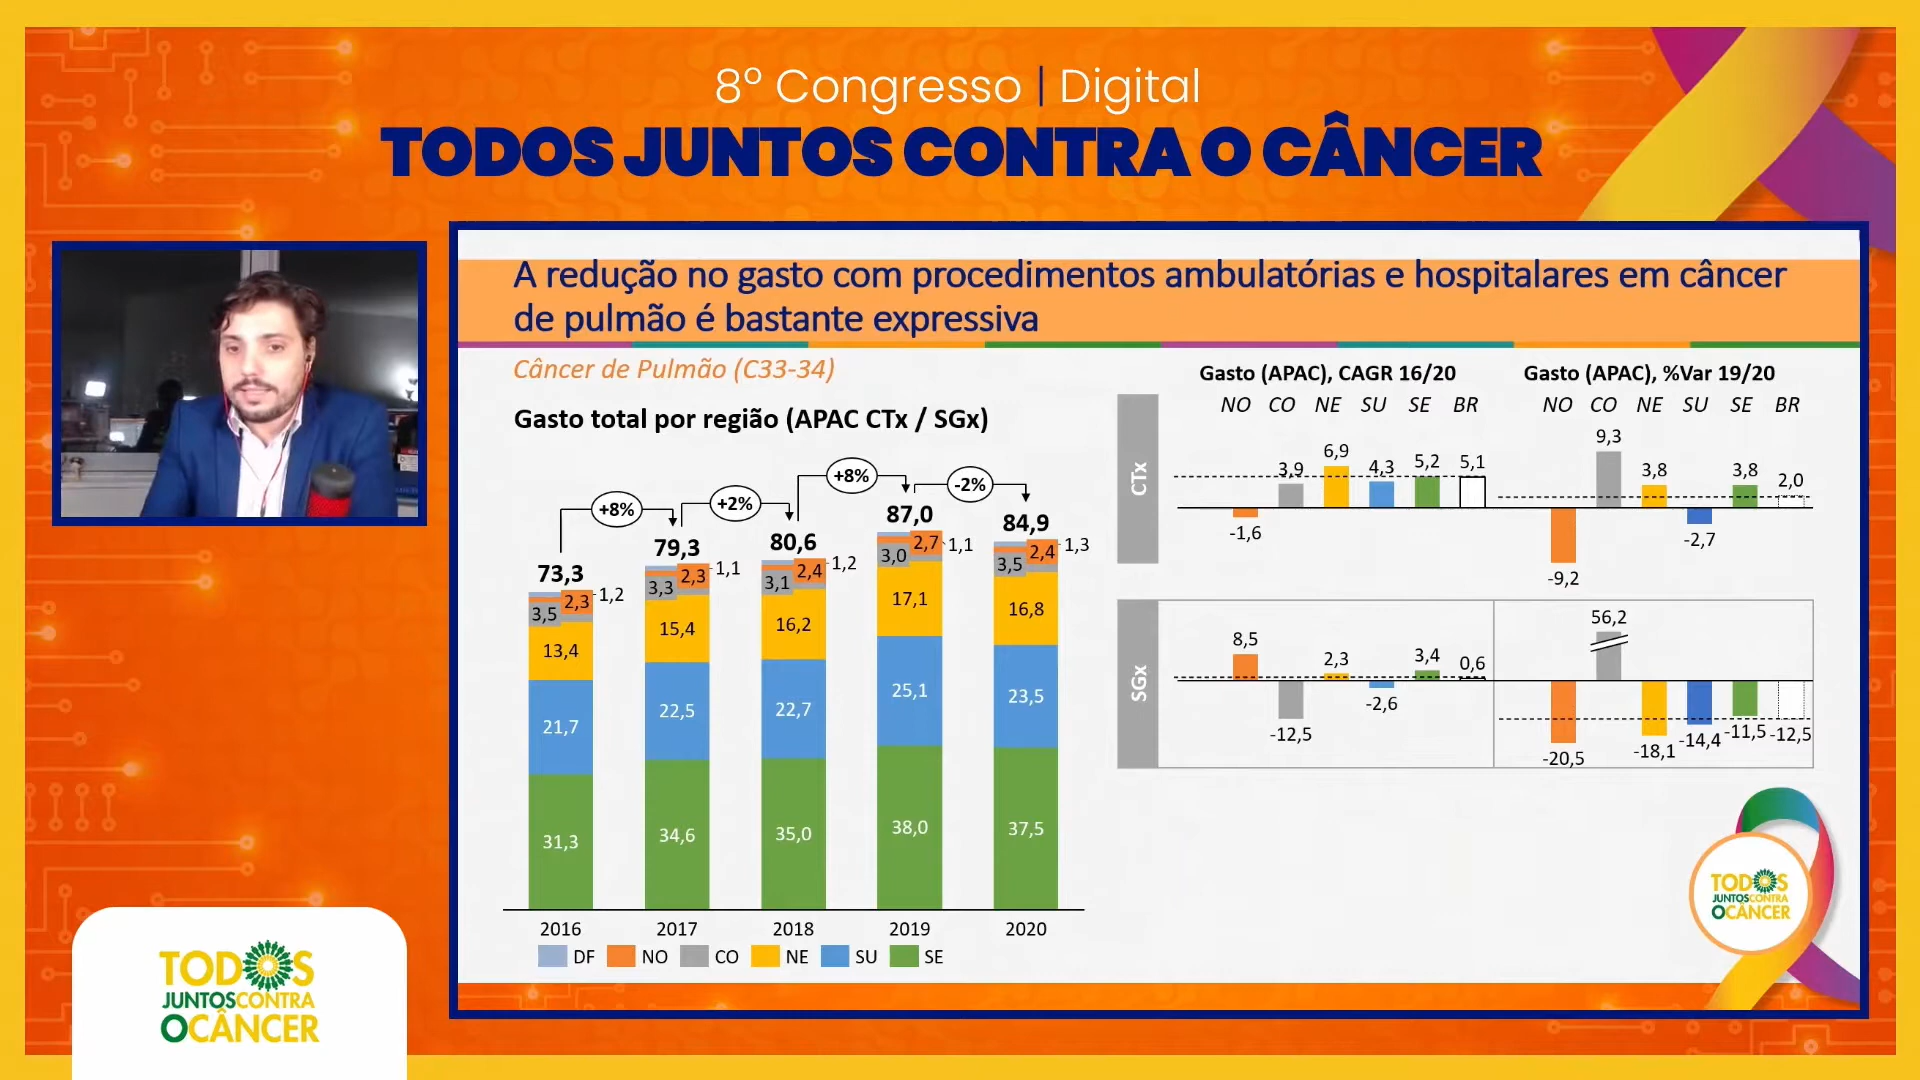 8º Congresso | Digital
TODOS JUNTOS CONTRA O CÂNCER
A redução no gasto com procedimentos ambulatórias e hospitalares em câncer
de pulmão é bastante expressiva
Câncer de Pulmão (C33-34)
Gasto total por região (APAC CTx / SGx)
+8%
+2%
+8%
-2%
73,3
79,3
80,6
87,0
84,9
1,2
1,1
1,2
1,1
1,3
2,3
2,3
2,4
2,7
2,4
3,5
3,3
3,1
3,0
3,5
13,4
15,4
16,2
17,1
16,8
21,7
22,5
22,7
25,1
23,5
31,3
34,6
35,0
38,0
37,5
2016 2017 2018 2019 2020
DF NO CO NE SU SE
Gasto (APAC), CAGR 16/20
NO CO NE SU SE BR
CTx
-1,6 3,9 6,9 4,3 5,2 5,1
Gasto (APAC), %Var 19/20
NO CO NE SU SE BR
-9,2 9,3 3,8 -2,7 3,8 2,0
SGx
8,5 -12,5 2,3 -2,6 3,4 0,6
-20,5 56,2 -18,1 -14,4 -11,5 -12,5
TODOS
JUNTOS CONTRA
O CÂNCER
TODOS
JUNTOS CONTRA
O CÂNCER